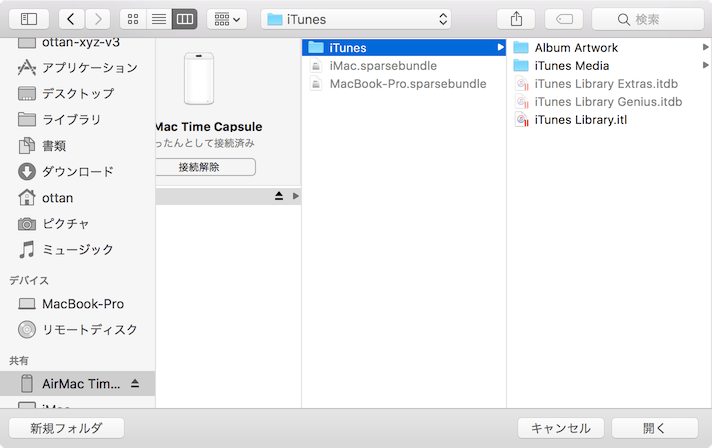 iTunes
検索
ottan-xyz-v3
アプリケーション
デスクトップ
ライブラリ
書類
ダウンロード
ottan
ピクチャ
ミュージック
デバイス
MacBook-Pro
リモートディスク
共有
AirMac Tim...
iMac
Mac Time Capsule
ったんとして接続済み
接続解除
iTunes
iMac.sparsebundle
MacBook-Pro.sparsebundle
Album Artwork
iTunes Media
iTunes Library Extras.itdb
iTunes Library Genius.itdb
iTunes Library.itl
新規フォルダ
キャンセル
開く